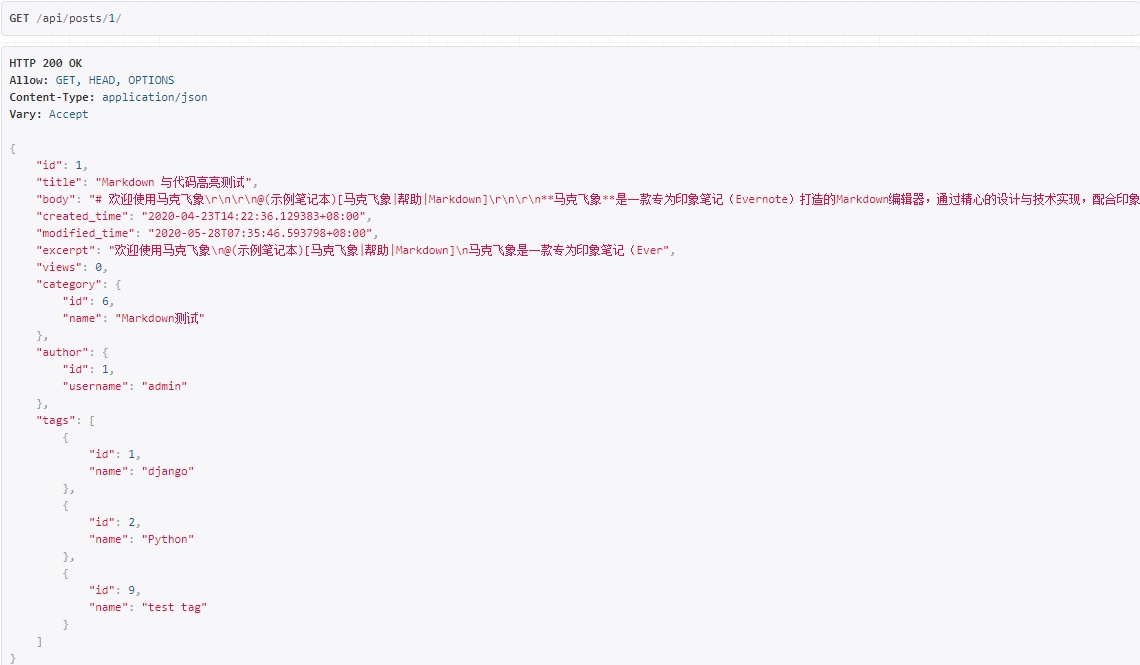 GET /api/posts/1/
HTTP 200 OK
Allow: GET, HEAD, OPTIONS
Content-Type: application/json
Vary: Accept
{
    "id": 1,
    "title": "Markdown 与代码高亮测试",
    "body": "# 欢迎使用马克飞象\r\n\r\n@(示例笔记本)[马克飞象|帮助|Markdown]\r\n\r\n**马克飞象**是一款专为印象笔记（Evernote）打造的Markdown编辑器，通过精心的设计与技术实现，配合印象
    "created_time": "2020-04-23T14:22:36.129383+08:00",
    "modified_time": "2020-05-28T07:35:46.593798+08:00",
    "excerpt": "欢迎使用马克飞象\n@(示例笔记本)[马克飞象|帮助|Markdown]\n马克飞象是一款专为印象笔记（Ever",
    "views": 0,
    "category": {
        "id": 6,
        "name": "Markdown测试"
    },
    "author": {
        "id": 1,
        "username": "admin"
    },
    "tags": [
        {
            "id": 1,
            "name": "django"
        },
        {
            "id": 2,
            "name": "Python"
        },
        {
            "id": 9,
            "name": "test tag"
        }
    ]
}